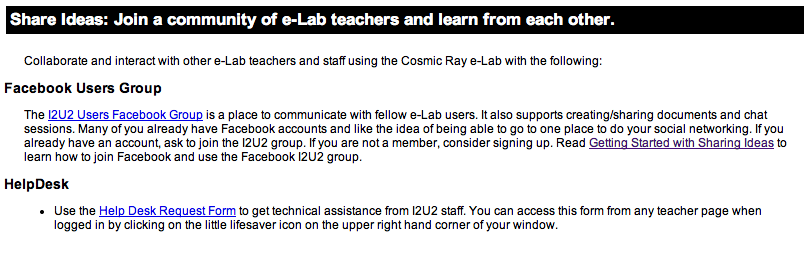 Share Ideas: Join a community of e-Lab teachers and learn from each other.
Collaborate and interact with other e-Lab teachers and staff using the Cosmic Ray e-Lab with the following:
Facebook Users Group
The I2U2 Users Facebook Group is a place to communicate with fellow e-Lab users. It also supports creating/sharing documents and chat
sessions. Many of you already have Facebook accounts and like the idea of being able to go to one place to do your social networking. If you
already have an account, ask to join the I2U2 group. If you are not a member, consider signing up. Read Getting Started with Sharing Ideas to
learn how to join Facebook and use the Facebook I2U2 group.
HelpDesk
• Use the Help Desk Request Form to get technical assistance from I2U2 staff. You can access this form from any teacher page when
logged in by clicking on the little lifesaver icon on the upper right hand corner of your window.